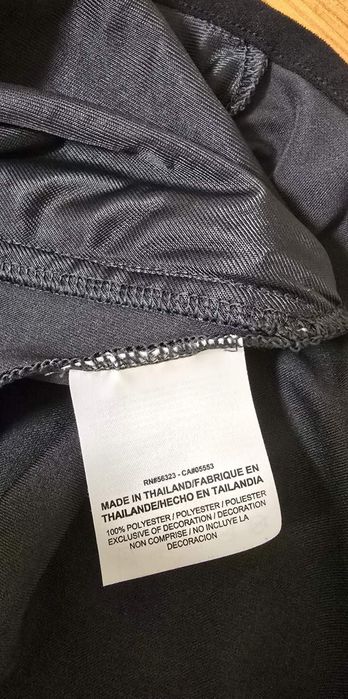 RN#56323 - CA#05553
MADE IN THAILAND/FABRIQUE EN
THAILANDE/HECHO EN TAILANDIA
100% POLYESTER / POLYESTER / POLIESTER
EXCLUSIVE OF DECORATION / DECORATION
NON COMPRISE / NO INCLUYE LA
DECORACION